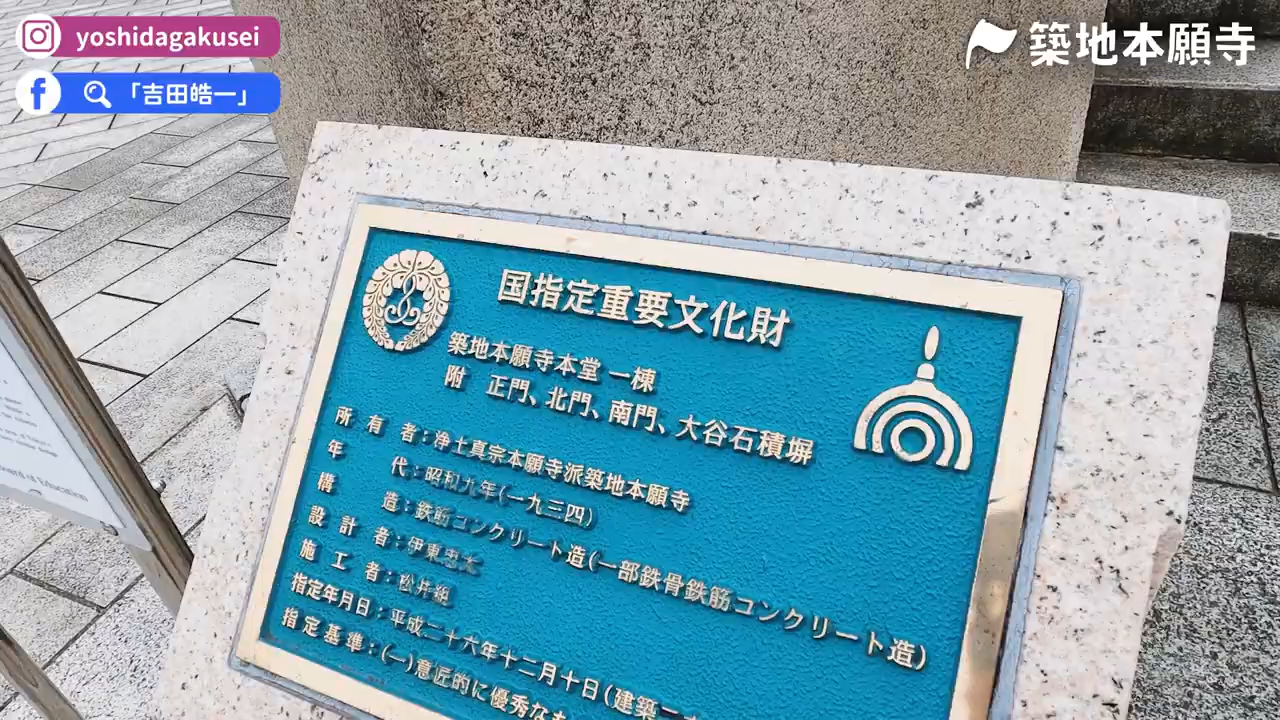 yoshidagakusei
「吉田皓一」
築地本願寺
国指定重要文化財
築地本願寺本堂 一棟
附 正門、北門、南門、大谷石積塀
所有者：浄土真宗本願寺派築地本願寺
年代：昭和九年(一九三四)
構造：鉄筋コンクリート造(一部鉄骨鉄筋コンクリート造)
設計者：伊東忠太
施工者：松井組
指定年月日：平成二十六年十二月十日(建築二
指定基準：(一)意匠的に優秀なも
ard of Education